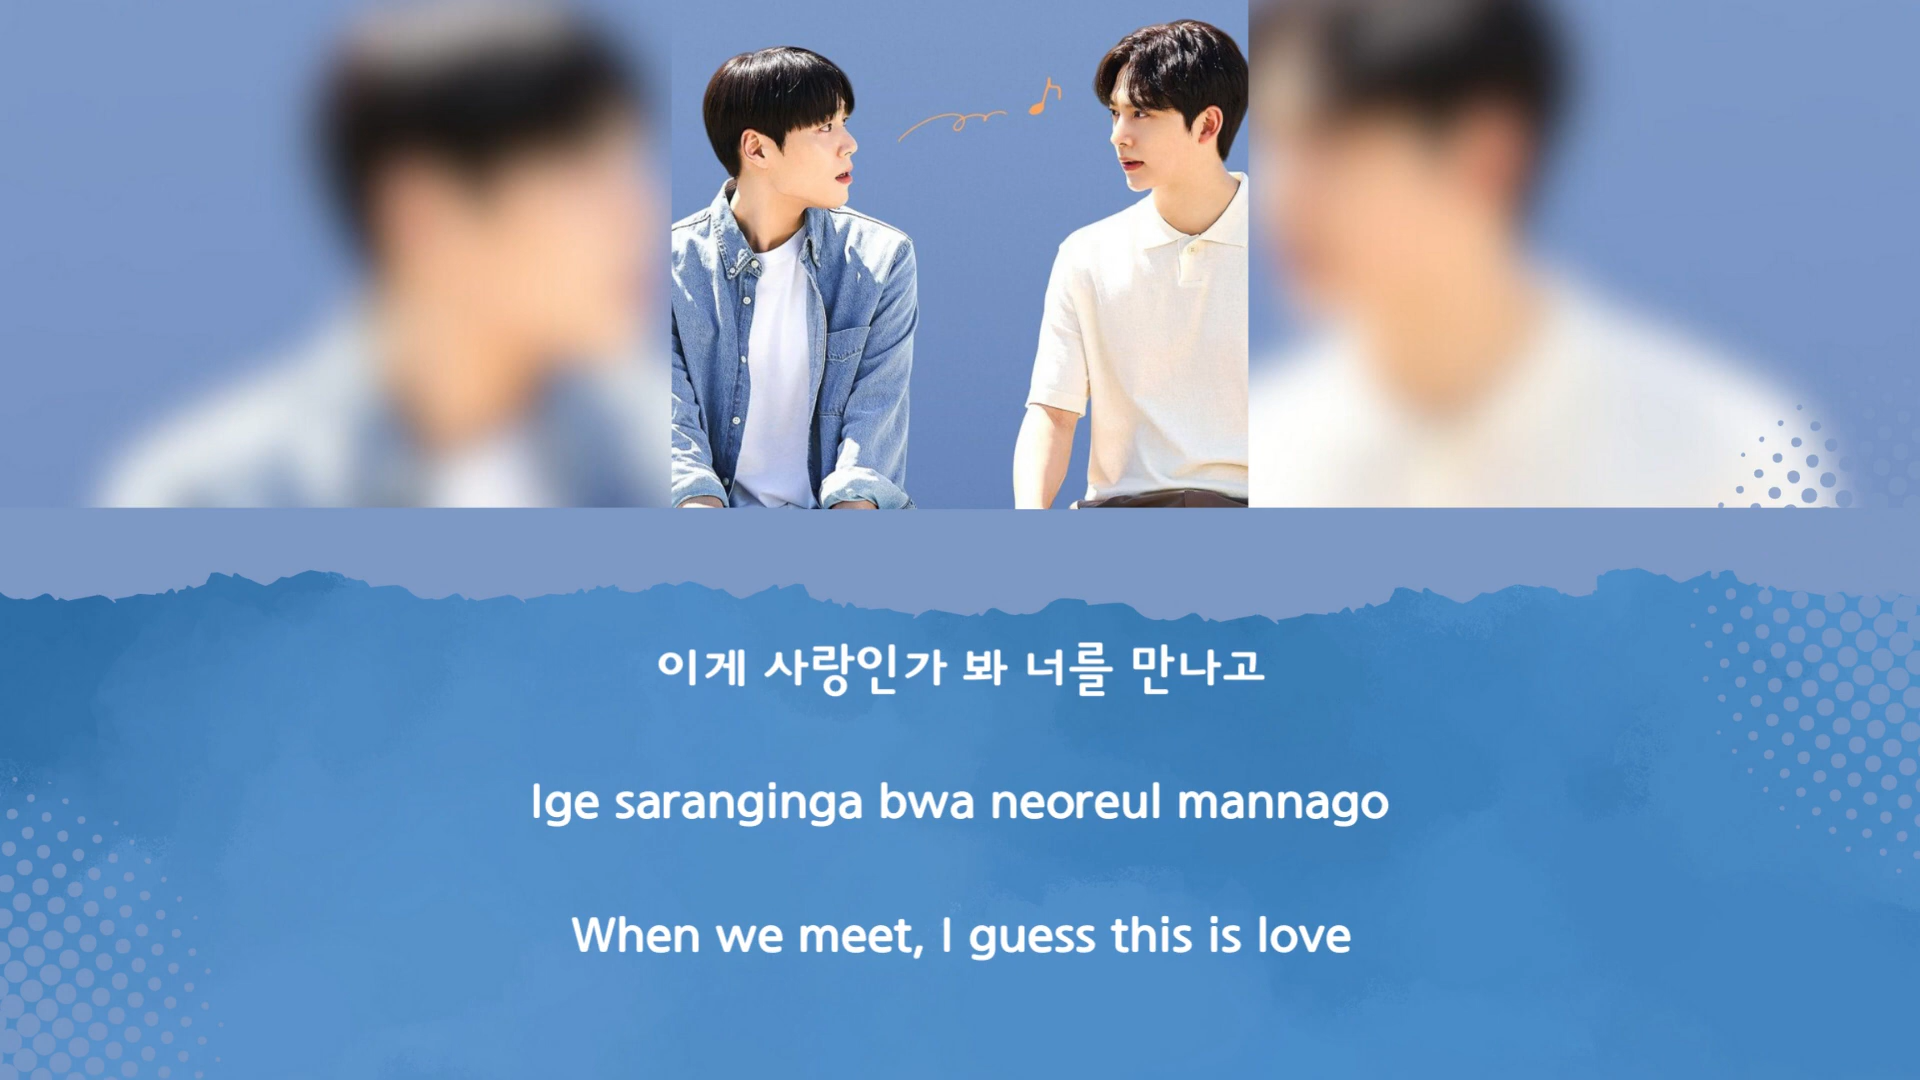 이게 사랑인가 봐 너를 만나고
Ige saranginga bwa neoreul mannago
When we meet, I guess this is love